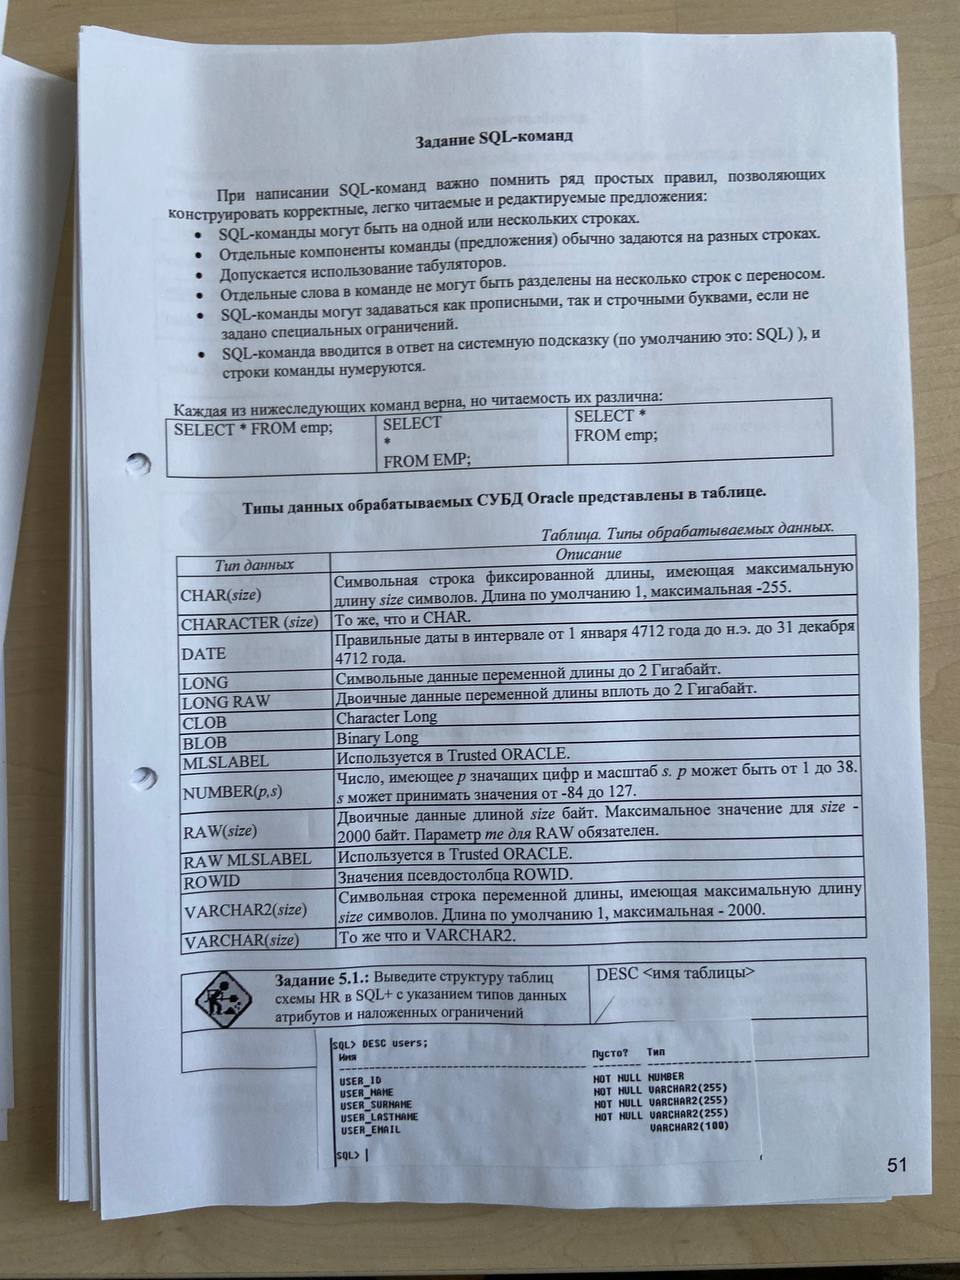 Задание SQL-команд
При написании SQL-команд важно помнить ряд простых правил, позволяющих
конструировать корректные, легко читаемые и редактируемые предложения:
• SQL-команды могут быть на одной или нескольких строках.
• Отдельные компоненты команды (предложения) обычно задаются на разных строках.
• Допускается использование табуляторов.
• Отдельные слова в команде не могут быть разделены на несколько строк с переносом.
• SQL-команды могут задаваться как прописными, так и строчными буквами, если не
задано специальных ограничений.
• SQL-команда вводится в ответ на системную подсказку (по умолчанию это: SQL) ), и
строки команды нумеруются.
Каждая из нижеследующих команд верна, но читаемость их различна:
SELECT * FROM emp;
SELECT
*
FROM EMP;
SELECT *
FROM emp;
Типы данных обрабатываемых СУБД Oracle представлены в таблице.
Таблица. Типы обрабатываемых данных.
Тип данных Описание
CHAR(size) Символьная строка фиксированной длины, имеющая максимальную
длину size символов. Длина по умолчанию 1, максимальная -255.
CHARACTER (size) То же, что и CHAR.
DATE Правильные даты в интервале от 1 января 4712 года до н.э. до 31 декабря
4712 года.
LONG Символьные данные переменной длины до 2 Гигабайт.
LONG RAW Двоичные данные переменной длины вплоть до 2 Гигабайт.
CLOB Character Long
BLOB Binary Long
MLSLABEL Используется в Trusted ORACLE.
NUMBER(p,s) Число, имеющее p значащих цифр и масштаб s. p может быть от 1 до 38.
s может принимать значения от -84 до 127.
RAW(size) Двоичные данные длиной size байт. Максимальное значение для size -
2000 байт. Параметр те для RAW обязателен.
RAW MLSLABEL Используется в Trusted ORACLE.
ROWID Значения псевдостолбца ROWID.
VARCHAR2(size) Символьная строка переменной длины, имеющая максимальную длину
size символов. Длина по умолчанию 1, максимальная - 2000.
VARCHAR(size) То же что и VARCHAR2.
Задание 5.1.: Выведите структуру таблиц
схемы HR в SQL+ с указанием типов данных
атрибутов и наложенных ограничений
DESC <имя таблицы>
/
SQL> DESC users;
Имя Пусто? Тип
USER_ID NOT NULL NUMBER
USER_NAME NOT NULL VARCHAR2(255)
USER_SURNAME NOT NULL VARCHAR2(255)
USER_LASTNAME NOT NULL VARCHAR2(255)
USER_EMAIL VARCHAR2(100)
SQL>
51